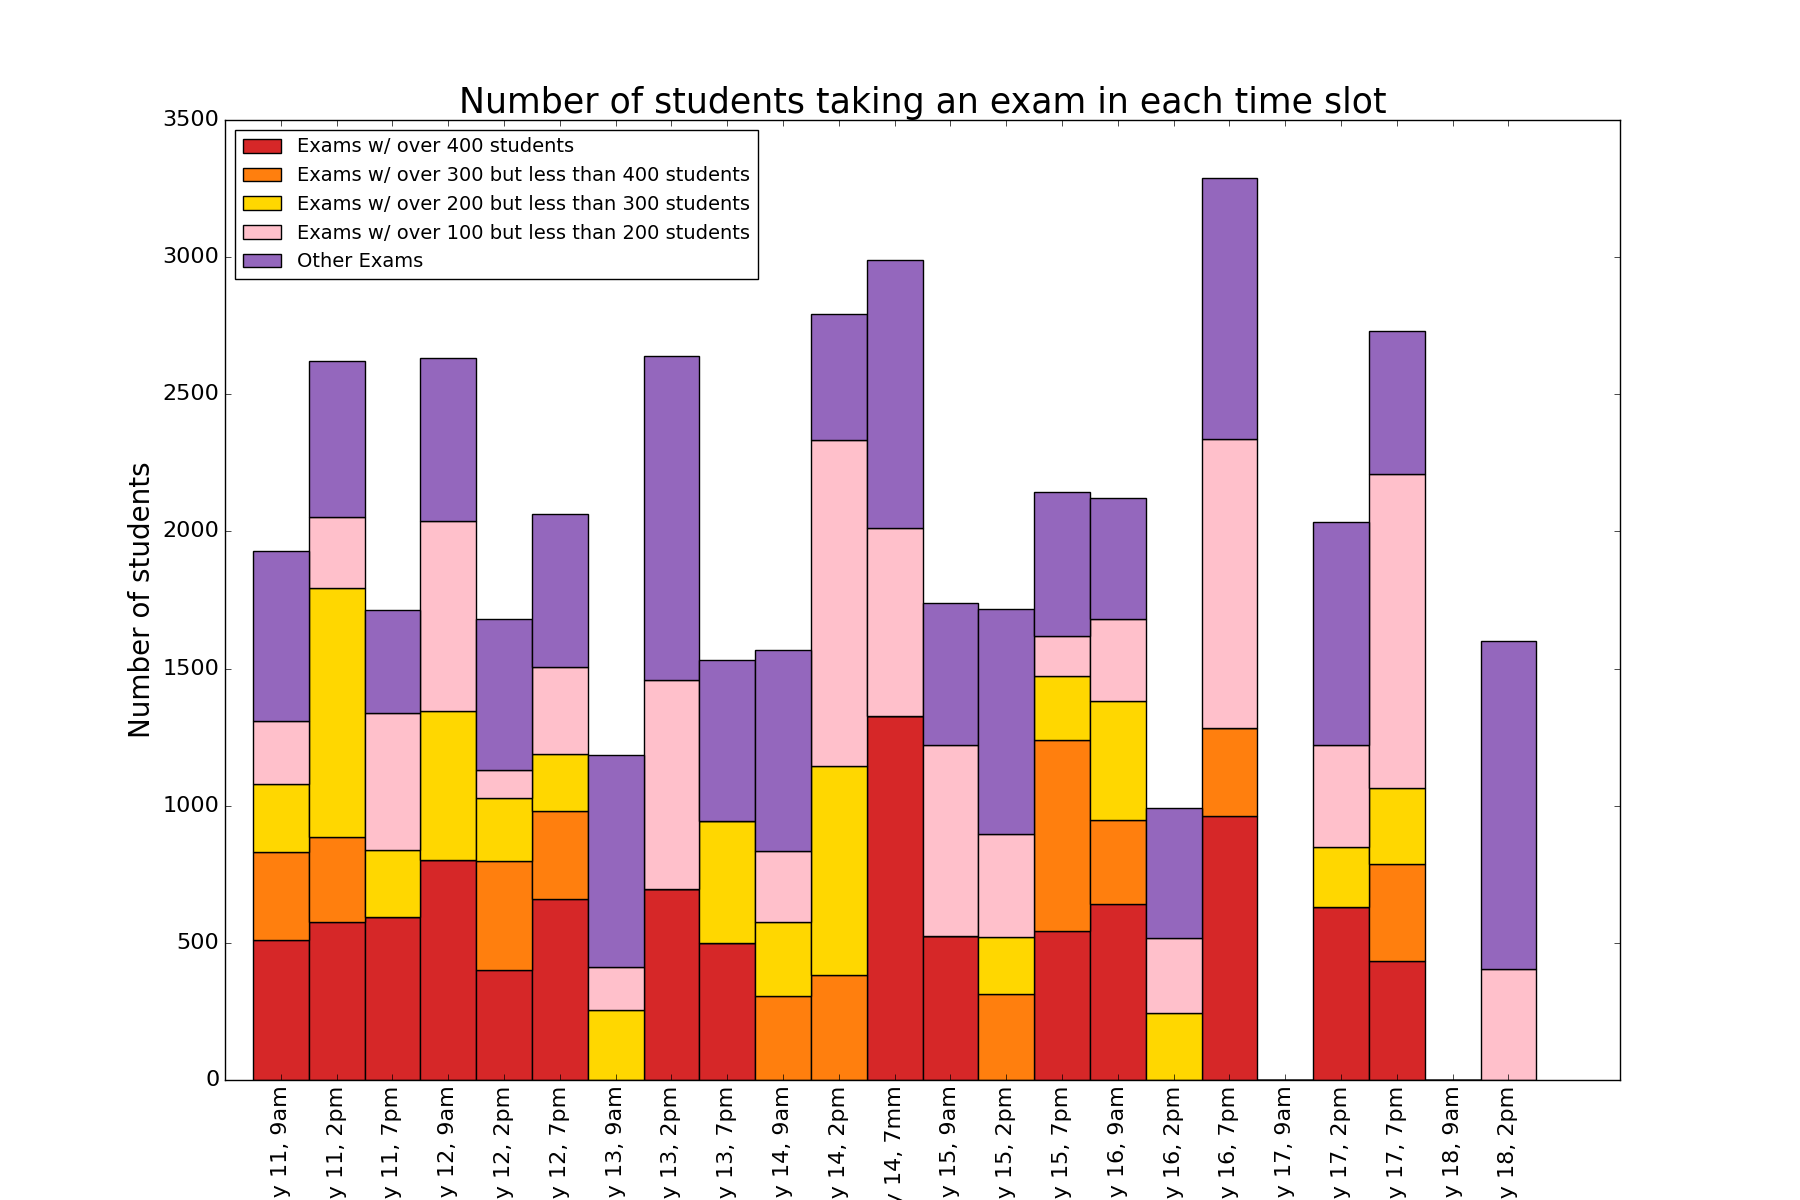 Number of students taking an exam in each time slot
3500
3000
2500
2000
1500
1000
500
0
Number of students
Exams w/ over 400 students
Exams w/ over 300 but less than 400 students
Exams w/ over 200 but less than 300 students
Exams w/ over 100 but less than 200 students
Other Exams
y 11, 9am
y 11, 2pm
y 11, 7pm
y 12, 9am
y 12, 2pm
y 12, 7pm
y 13, 9am
y 13, 2pm
y 13, 7pm
y 14, 9am
y 14, 2pm
y 14, 7mm
y 15, 9am
y 15, 2pm
y 15, 7pm
y 16, 9am
y 16, 2pm
y 16, 7pm
y 17, 9am
y 17, 2pm
y 17, 7pm
y 18, 9am
y 18, 2pm